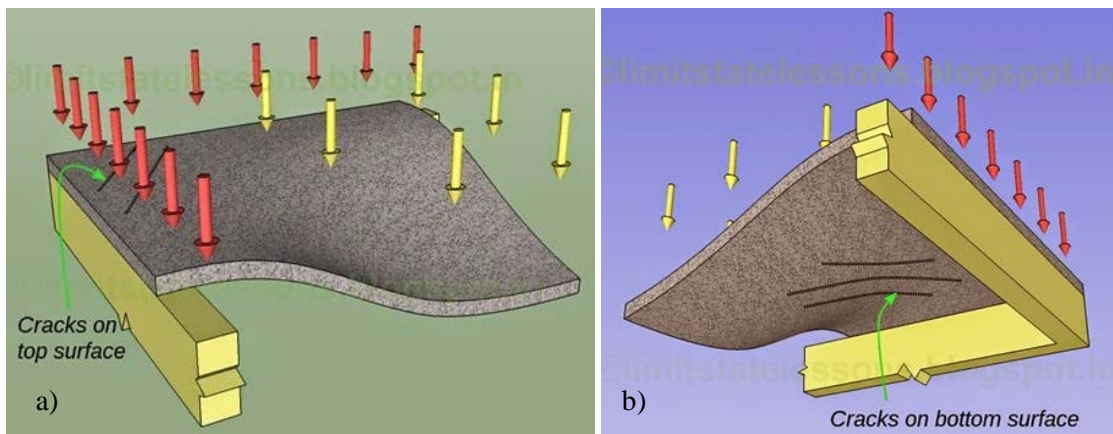 ©limitstatelessons.blogspot.in
Cracks on
top surface
a)
limitstatelessons.blogspot.in
Cracks on bottom surface
b)